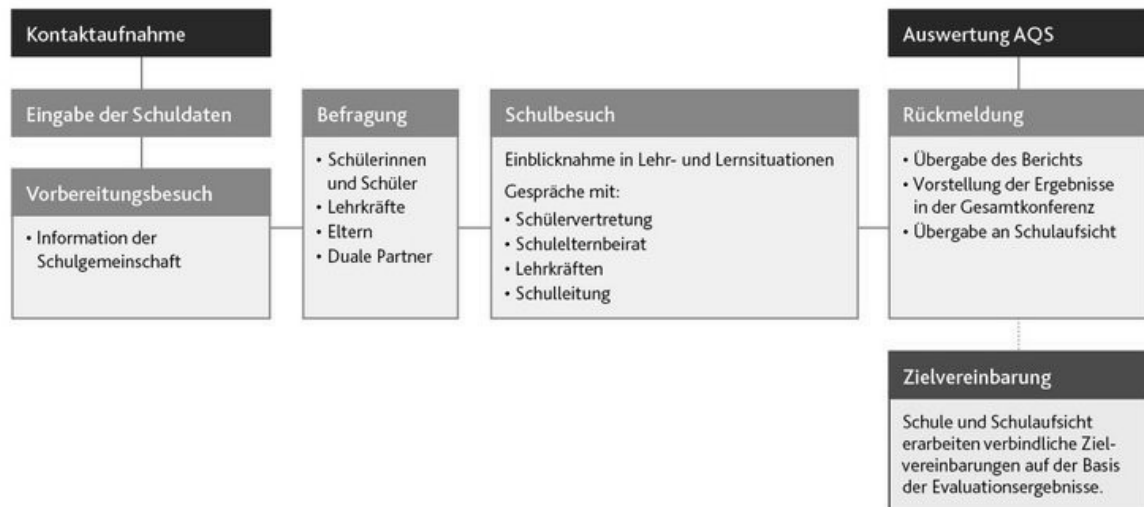 Kontaktaufnahme
Eingabe der Schuldaten
Vorbereitungsbesuch
• Information der
Schulgemeinschaft
Befragung
• Schülerinnen
und Schüler
• Lehrkräfte
• Eltern
• Duale Partner
Schulbesuch
Einblicknahme in Lehr- und Lernsituationen
Gespräche mit:
• Schülervertretung
• Schulelternbeirat
• Lehrkräften
• Schulleitung
Auswertung AQS
Rückmeldung
• Übergabe des Berichts
• Vorstellung der Ergebnisse
in der Gesamtkonferenz
• Übergabe an Schulaufsicht
Zielvereinbarung
Schule und Schulaufsicht
erarbeiten verbindliche Ziel-
vereinbarungen auf der Basis
der Evaluationsergebnisse.